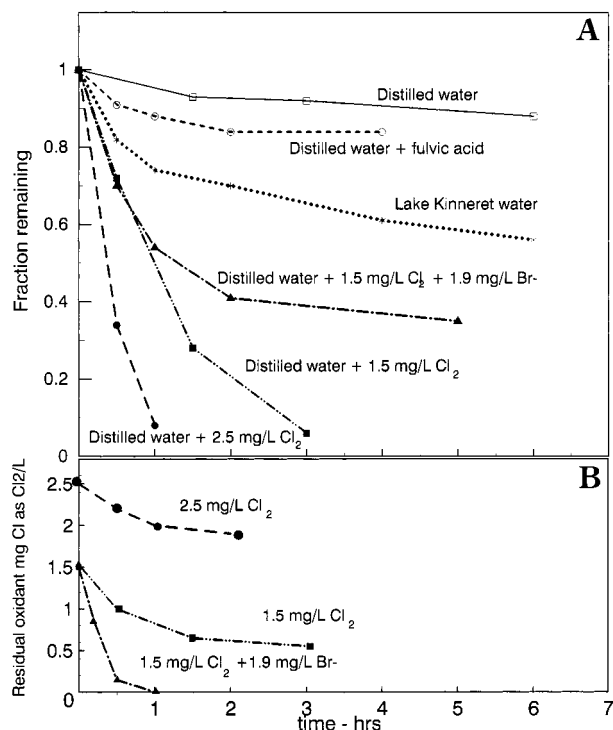 A
1
0.8
0.6
0.4
0.2
0
Fraction remaining
Distilled water
Distilled water + fulvic acid
Lake Kinneret water
Distilled water + 1.5 mg/L Cl2 + 1.9 mg/L Br-
Distilled water + 1.5 mg/L Cl2
Distilled water + 2.5 mg/L Cl2
B
2.5
2
1.5
1
0.5
0
Residual oxidant mg Cl as Cl2/L
2.5 mg/L Cl2
1.5 mg/L Cl2
1.5 mg/L Cl2 +1.9 mg/L Br-
0 1 2 3 4 5 6 7
time - hrs